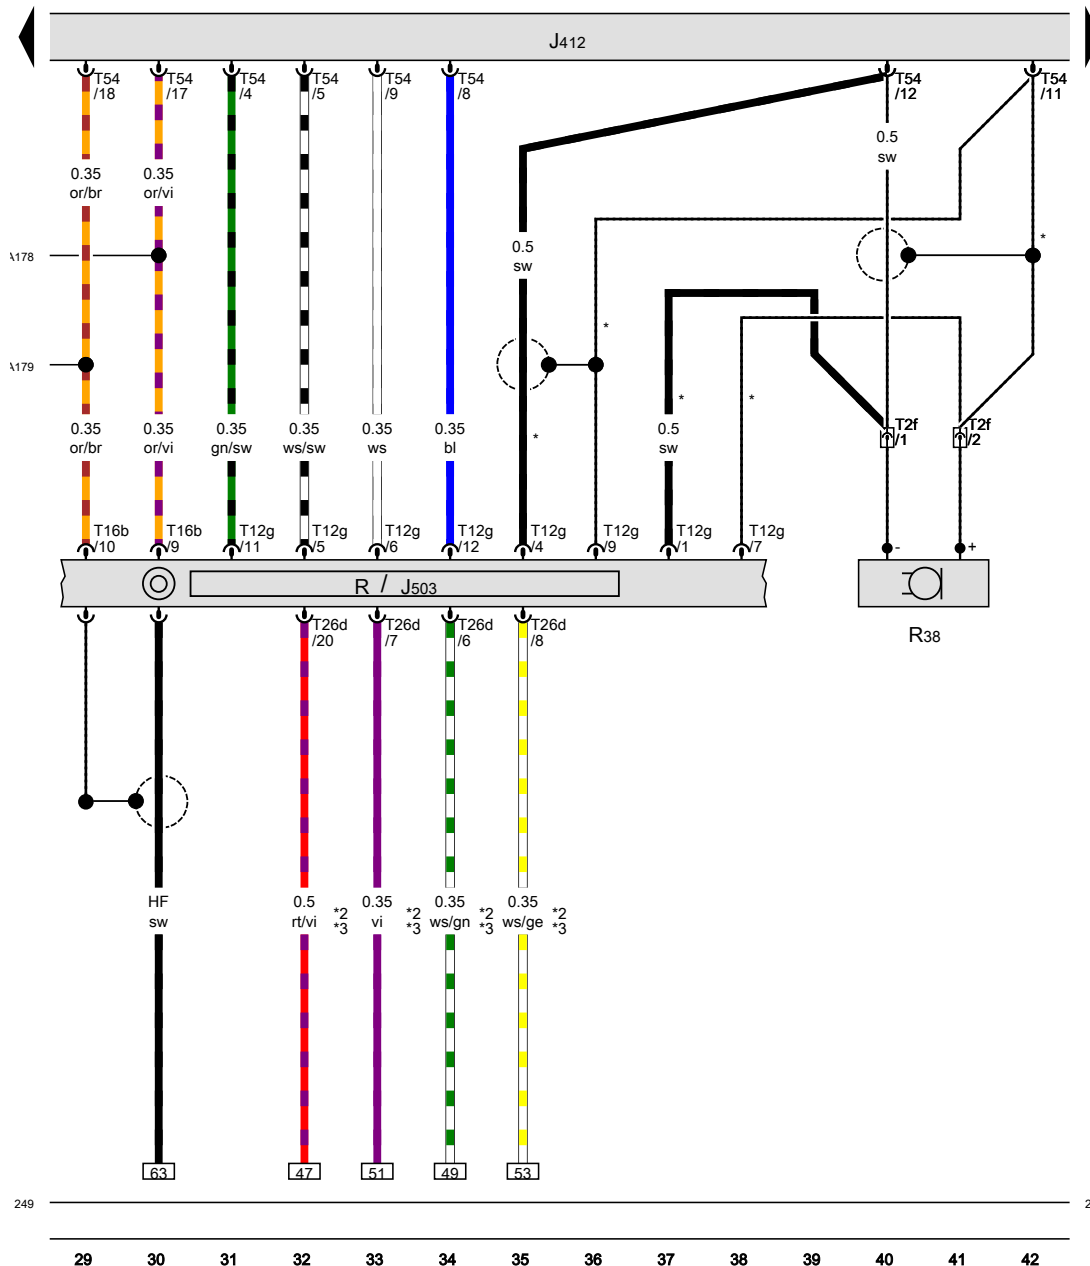 J412
T54 T54 T54 T54 T54 T54 T54 T54
/18 /17 /4 /5 /9 /8 /12 /11
0.5
sw
0.35 0.35
or/br or/vi
*
0.5
sw
A178
*
A179
* *
0.35 0.35 0.35 0.35 0.35 0.35 0.5
or/br or/vi gn/sw ws/sw ws bl sw
*
T2f T2f
/1 /2
T16b T16b T12g T12g T12g T12g T12g T12g T12g T12g
/10 /9 /11 /5 /6 /12 /4 /9 /1 /7
- +
R / J503
R38
T26d T26d T26d T26d
/20 /7 /6 /8
HF 0.5 0.35 0.35 0.35
sw rt/vi vi ws/gn ws/ge
*2 *2 *2 *2
*3 *3 *3 *3
63 47 51 49 53
249 2
29 30 31 32 33 34 35 36 37 38 39 40 41 42